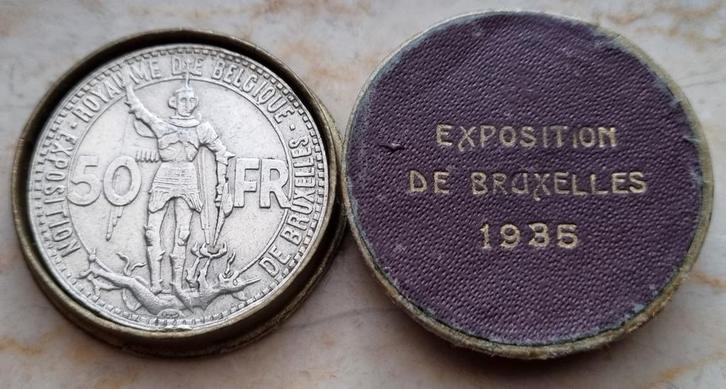 EXPOSITION · ROYAUME DE BELGIQUE · DE BRUXELLES
50 FR
EXPOSITION
DE BRUXELLES
1935